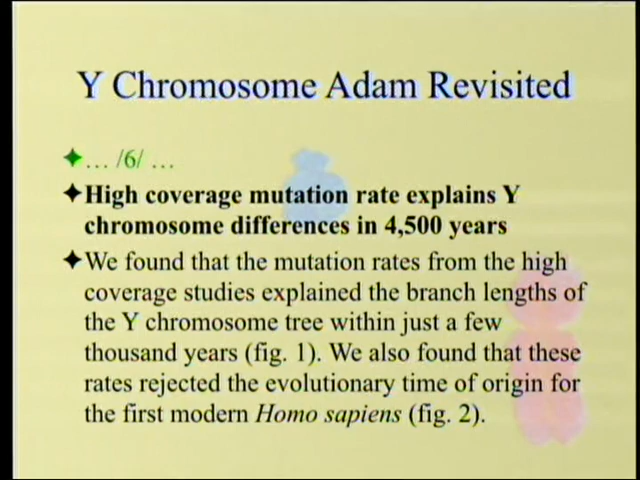 Y Chromosome Adam Revisited
… /6/ …
High coverage mutation rate explains Y
chromosome differences in 4,500 years
We found that the mutation rates from the high
coverage studies explained the branch lengths of
the Y chromosome tree within just a few
thousand years (fig. 1). We also found that these
rates rejected the evolutionary time of origin for
the first modern Homo sapiens (fig. 2).